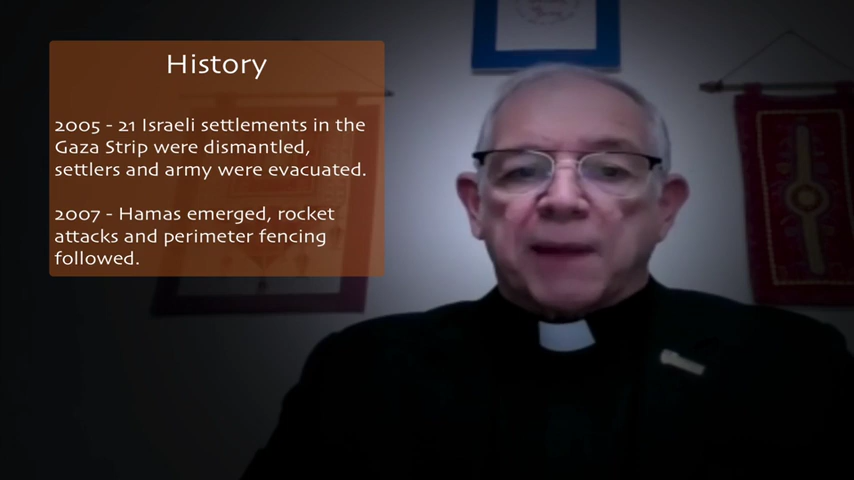 History
2005 - 21 Israeli settlements in the
Gaza Strip were dismantled,
settlers and army were evacuated.
2007 - Hamas emerged, rocket
attacks and perimeter fencing
followed.